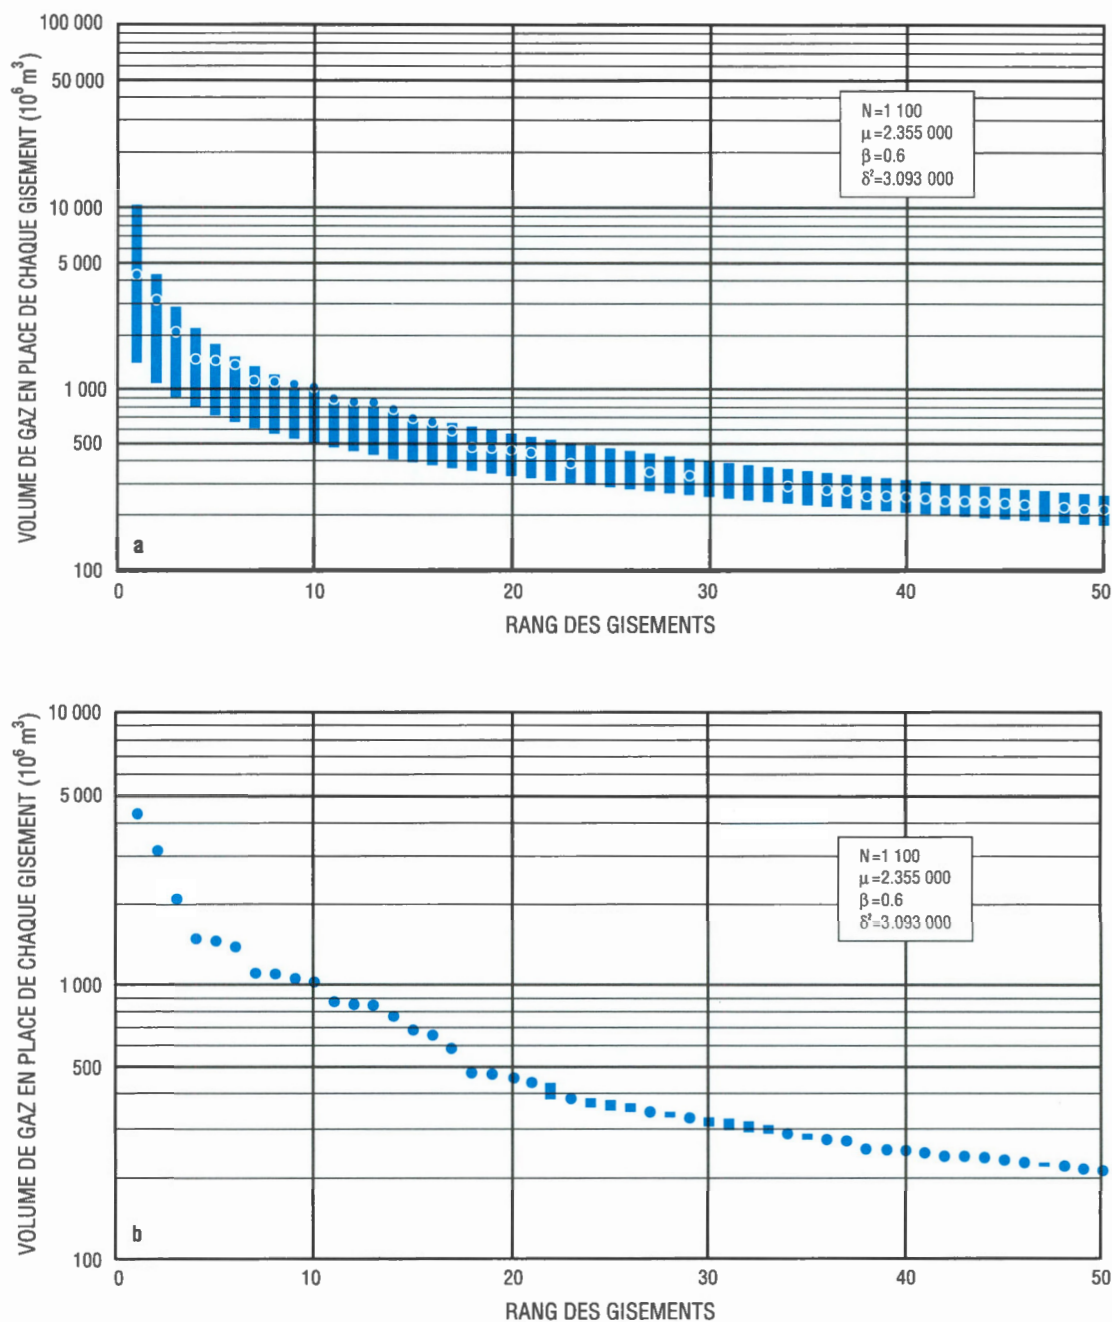 VOLUME DE GAZ EN PLACE DE CHAQUE GISEMENT (10⁶ m³)
100 000
50 000
10 000
5 000
1 000
500
100
N=1 100
µ=2.355 000
β=0.6
δ²=3.093 000
a
0 10 20 30 40 50
RANG DES GISEMENTS
VOLUME DE GAZ EN PLACE DE CHAQUE GISEMENT (10⁶ m³)
10 000
5 000
1 000
500
100
N=1 100
µ=2.355 000
β=0.6
δ²=3.093 000
b
0 10 20 30 40 50
RANG DES GISEMENTS